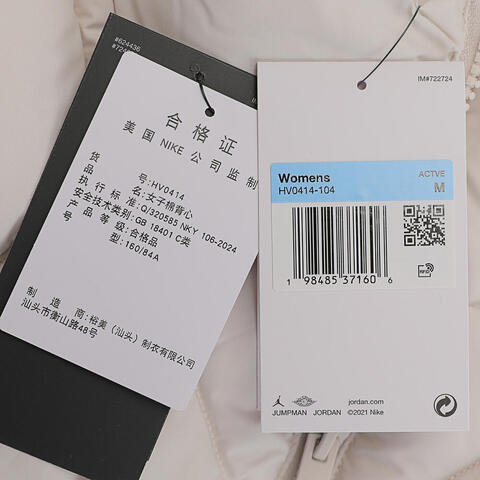 #624436
#724
合格证
美国 NIKE 公司监制
货 号: HV0414
品 名: 女子棉背心
执行标准: Q/320585 NKY 106-2024
安全技术类别: GB 18401 C类
产品等级: 合格品
号 型: 160/84A
制造商: 裕美（汕头）制衣有限公司
汕头市衡山路48号
IM#722724
Womens
HV0414-104
ACTVE
M
1 98485 37160 6
RFID
JUMPMAN JORDAN
jordan.com
©2021 Nike